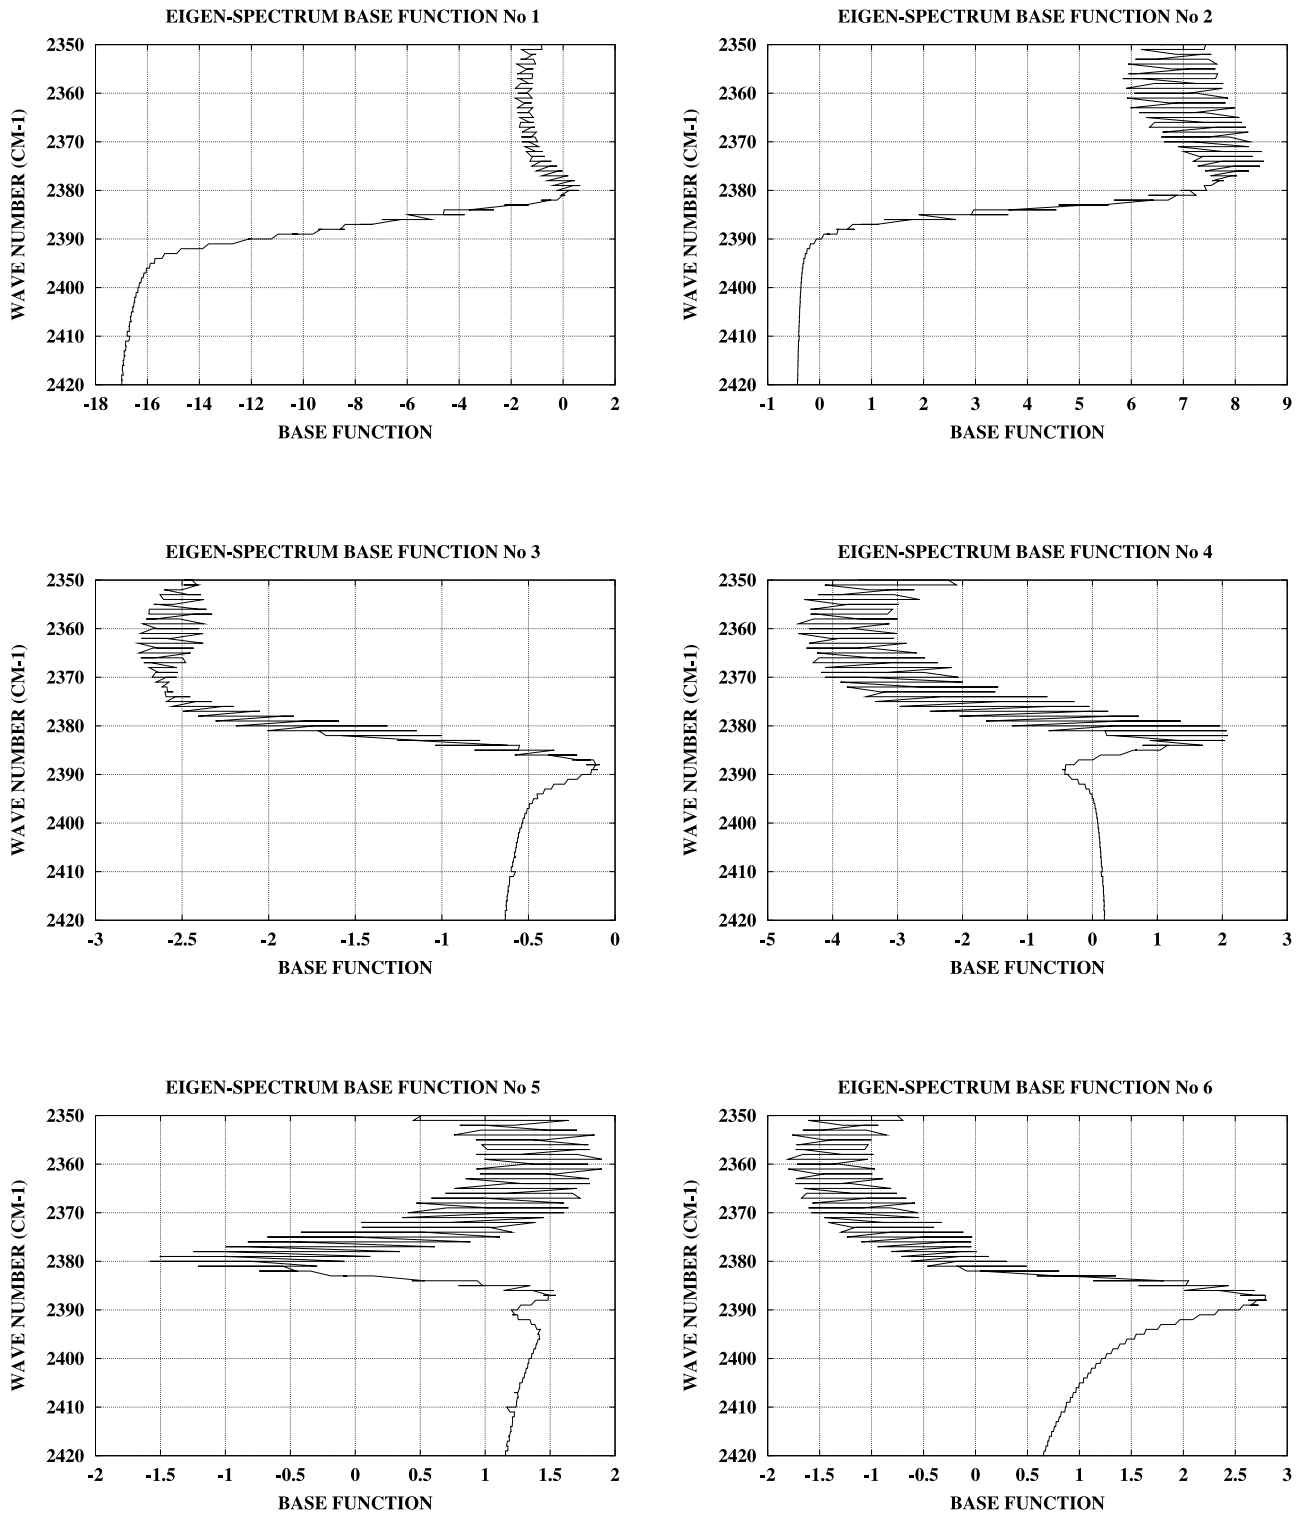 EIGEN-SPECTRUM BASE FUNCTION No 1
2350
2360
2370
2380
2390
2400
2410
2420
WAVE NUMBER (CM-1)
-18 -16 -14 -12 -10 -8 -6 -4 -2 0 2
BASE FUNCTION
EIGEN-SPECTRUM BASE FUNCTION No 2
2350
2360
2370
2380
2390
2400
2410
2420
WAVE NUMBER (CM-1)
-1 0 1 2 3 4 5 6 7 8 9
BASE FUNCTION
EIGEN-SPECTRUM BASE FUNCTION No 3
2350
2360
2370
2380
2390
2400
2410
2420
WAVE NUMBER (CM-1)
-3 -2.5 -2 -1.5 -1 -0.5 0
BASE FUNCTION
EIGEN-SPECTRUM BASE FUNCTION No 4
2350
2360
2370
2380
2390
2400
2410
2420
WAVE NUMBER (CM-1)
-5 -4 -3 -2 -1 0 1 2 3
BASE FUNCTION
EIGEN-SPECTRUM BASE FUNCTION No 5
2350
2360
2370
2380
2390
2400
2410
2420
WAVE NUMBER (CM-1)
-2 -1.5 -1 -0.5 0 0.5 1 1.5 2
BASE FUNCTION
EIGEN-SPECTRUM BASE FUNCTION No 6
2350
2360
2370
2380
2390
2400
2410
2420
WAVE NUMBER (CM-1)
-2 -1.5 -1 -0.5 0 0.5 1 1.5 2 2.5 3
BASE FUNCTION